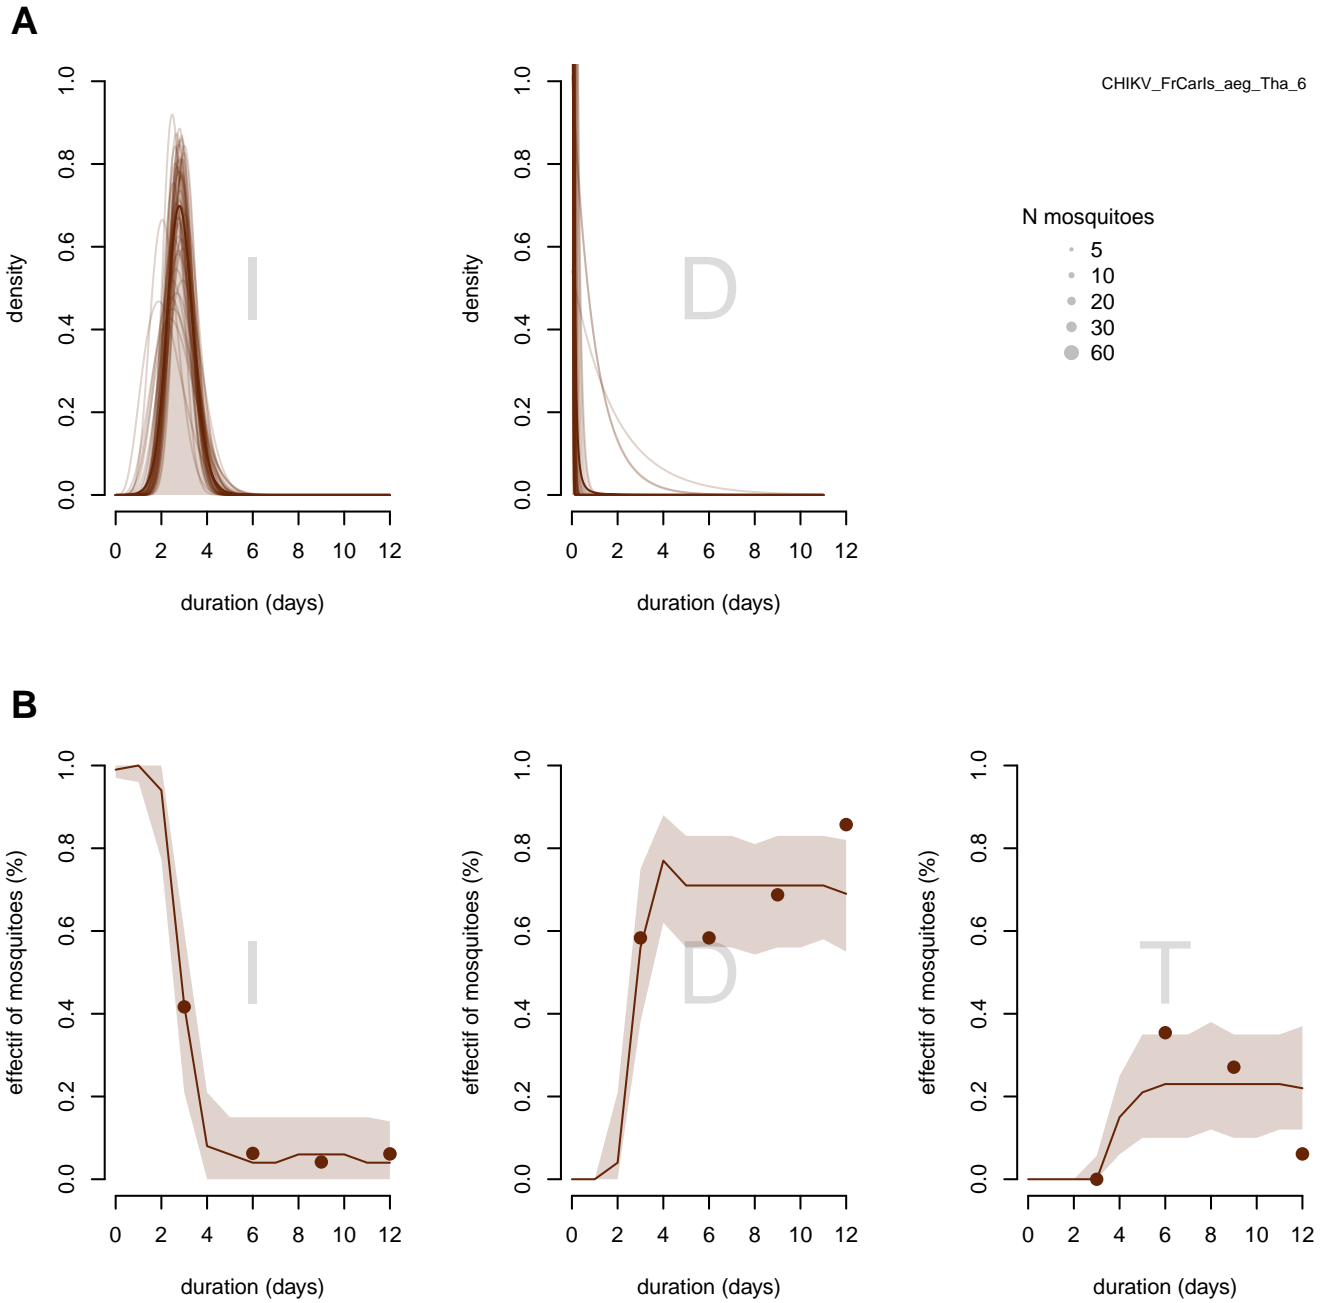 A
CHIKV_FrCarIs_aeg_Tha_6
density
0.0 0.2 0.4 0.6 0.8 1.0
I
0 2 4 6 8 10 12
duration (days)
density
0.0 0.2 0.4 0.6 0.8 1.0
D
0 2 4 6 8 10 12
duration (days)
N mosquitoes
5
10
20
30
60
B
effectif of mosquitoes (%)
0.0 0.2 0.4 0.6 0.8 1.0
I
0 2 4 6 8 10 12
duration (days)
effectif of mosquitoes (%)
0.0 0.2 0.4 0.6 0.8 1.0
D
0 2 4 6 8 10 12
duration (days)
effectif of mosquitoes (%)
0.0 0.2 0.4 0.6 0.8 1.0
T
0 2 4 6 8 10 12
duration (days)